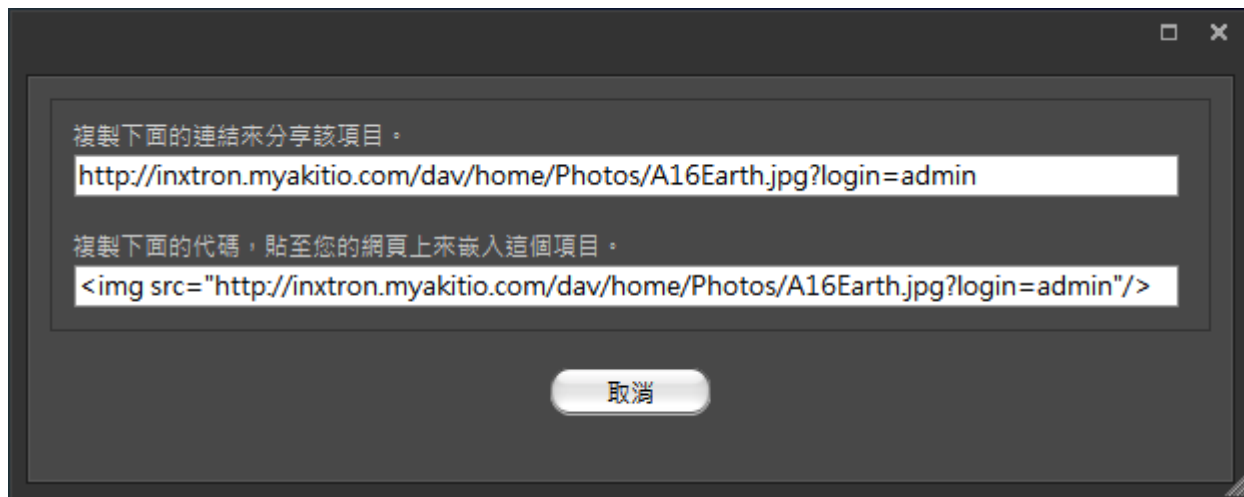 複製下面的連結來分享該項目。
http://inxtron.myakitio.com/dav/home/Photos/A16Earth.jpg?login=admin
複製下面的代碼，貼至您的網頁上來嵌入這個項目。
<img src="http://inxtron.myakitio.com/dav/home/Photos/A16Earth.jpg?login=admin"/>
取消